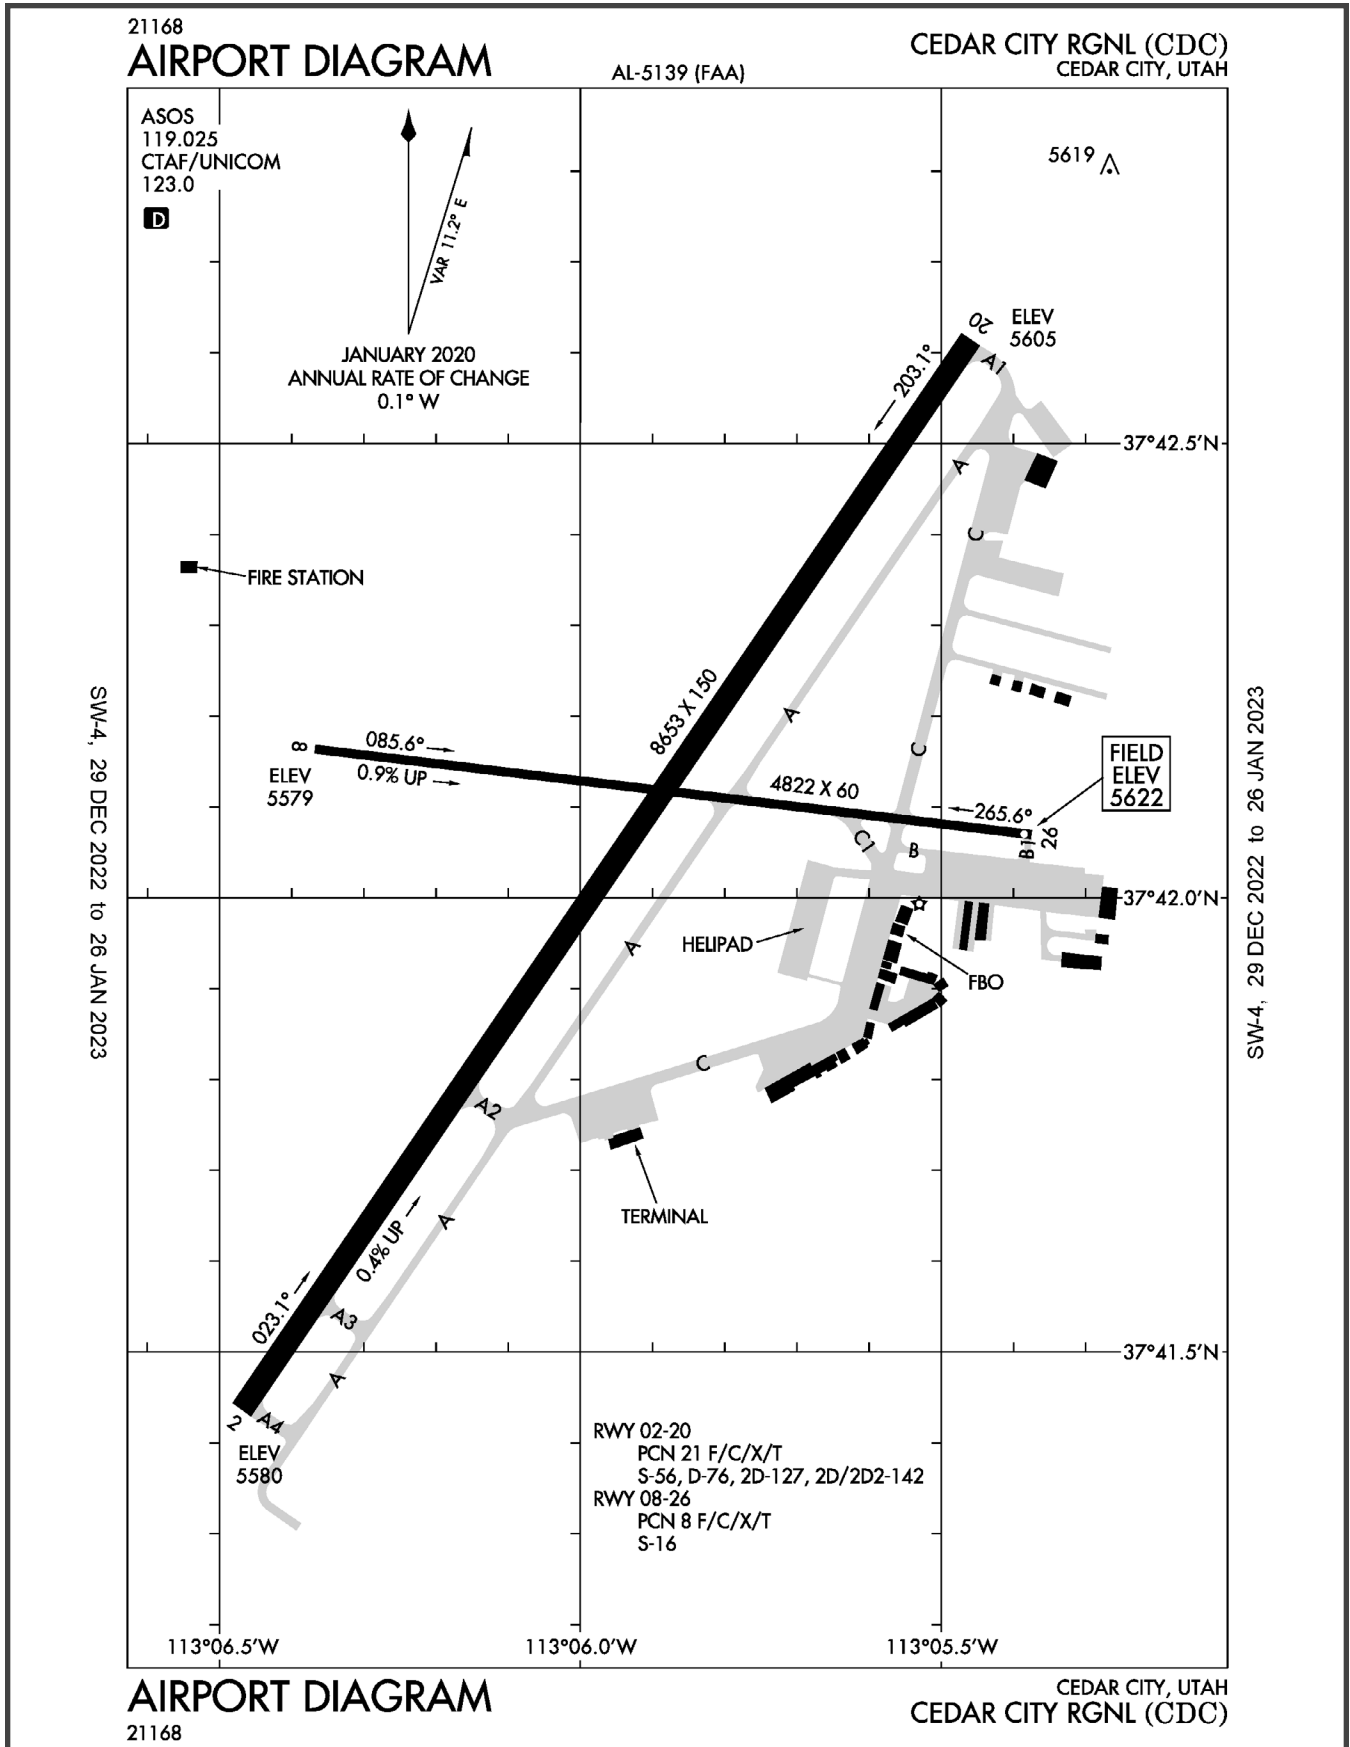 21168
AIRPORT DIAGRAM
AL-5139 (FAA)
CEDAR CITY RGNL (CDC)
CEDAR CITY, UTAH
ASOS
119.025
CTAF/UNICOM
123.0
D
VAR 11.2° E
JANUARY 2020
ANNUAL RATE OF CHANGE
0.1° W
5619
20
ELEV
5605
A1
203.1°
37°42.5'N
A
C
FIRE STATION
8653 X 150
A
C
8
085.6°
0.9% UP
ELEV
5579
4822 X 60
265.6°
FIELD
ELEV
5622
26
B1
C1
B
37°42.0'N
A
HELIPAD
FBO
C
A2
TERMINAL
A
0.4% UP
023.1°
A3
37°41.5'N
A
2
A4
ELEV
5580
RWY 02-20
PCN 21 F/C/X/T
S-56, D-76, 2D-127, 2D/2D2-142
RWY 08-26
PCN 8 F/C/X/T
S-16
113°06.5'W
113°06.0'W
113°05.5'W
SW-4, 29 DEC 2022 to 26 JAN 2023
SW-4, 29 DEC 2022 to 26 JAN 2023
AIRPORT DIAGRAM
21168
CEDAR CITY, UTAH
CEDAR CITY RGNL (CDC)